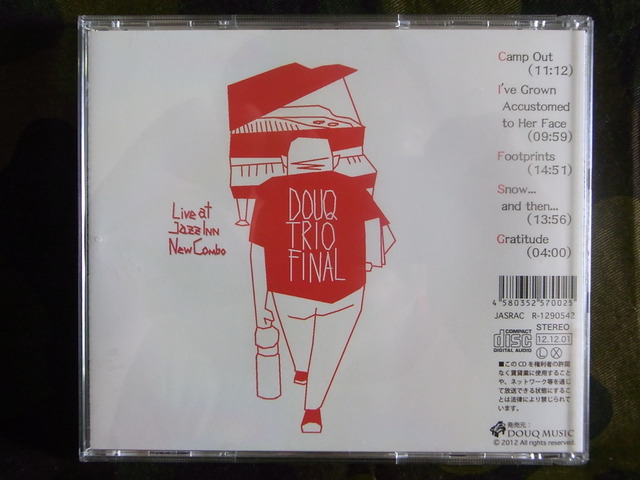 Camp Out
(11:12)
I've Grown
Accustomed
to Her Face
(09:59)
Footprints
(14:51)
Snow...
and then...
(13:56)
Gratitude
(04:00)
Live at
Jazz Inn
New Combo
DOUQ
TRIO
FINAL
4 580352 570025
JASRAC R-1290542
STEREO
COMPACT
disc
DIGITAL AUDIO
12.12.01
L X
■このCDを権利者の許諾
なく賃貸業に使用すること
や、ネットワーク等を通じ
て放送できる状態にするこ
とは法律により禁じられて
います。
発売元:
DOUQ MUSIC
© 2012 All rights reserved.